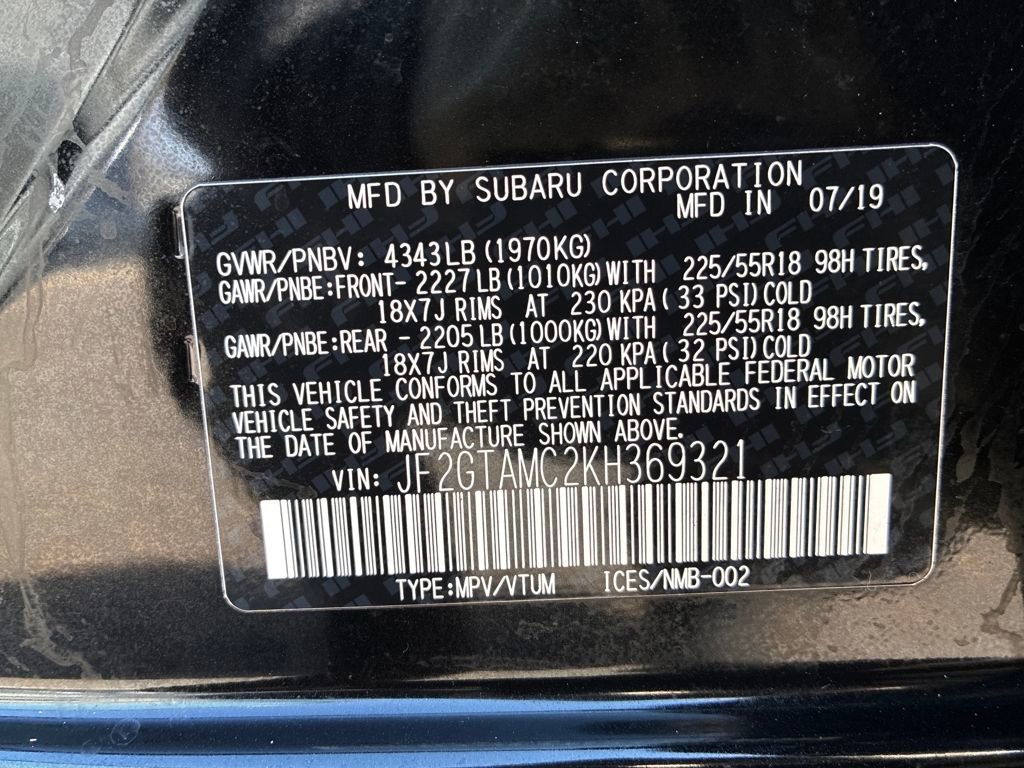 MFD BY SUBARU CORPORATION
MFD IN 07/19
GVWR/PNBV: 4343LB (1970KG)
GAWR/PNBE:FRONT- 2227LB (1010KG) WITH 225/55R18 98H TIRES,
18X7J RIMS AT 230 KPA ( 33 PSI) COLD
GAWR/PNBE:REAR - 2205LB (1000KG) WITH 225/55R18 98H TIRES,
18X7J RIMS AT 220 KPA ( 32 PSI) COLD
THIS VEHICLE CONFORMS TO ALL APPLICABLE FEDERAL MOTOR
VEHICLE SAFETY AND THEFT PREVENTION STANDARDS IN EFFECT ON
THE DATE OF MANUFACTURE SHOWN ABOVE.
VIN: JF2GTAMC2KH369321
TYPE:MPV/VTUM ICES/NMB-002